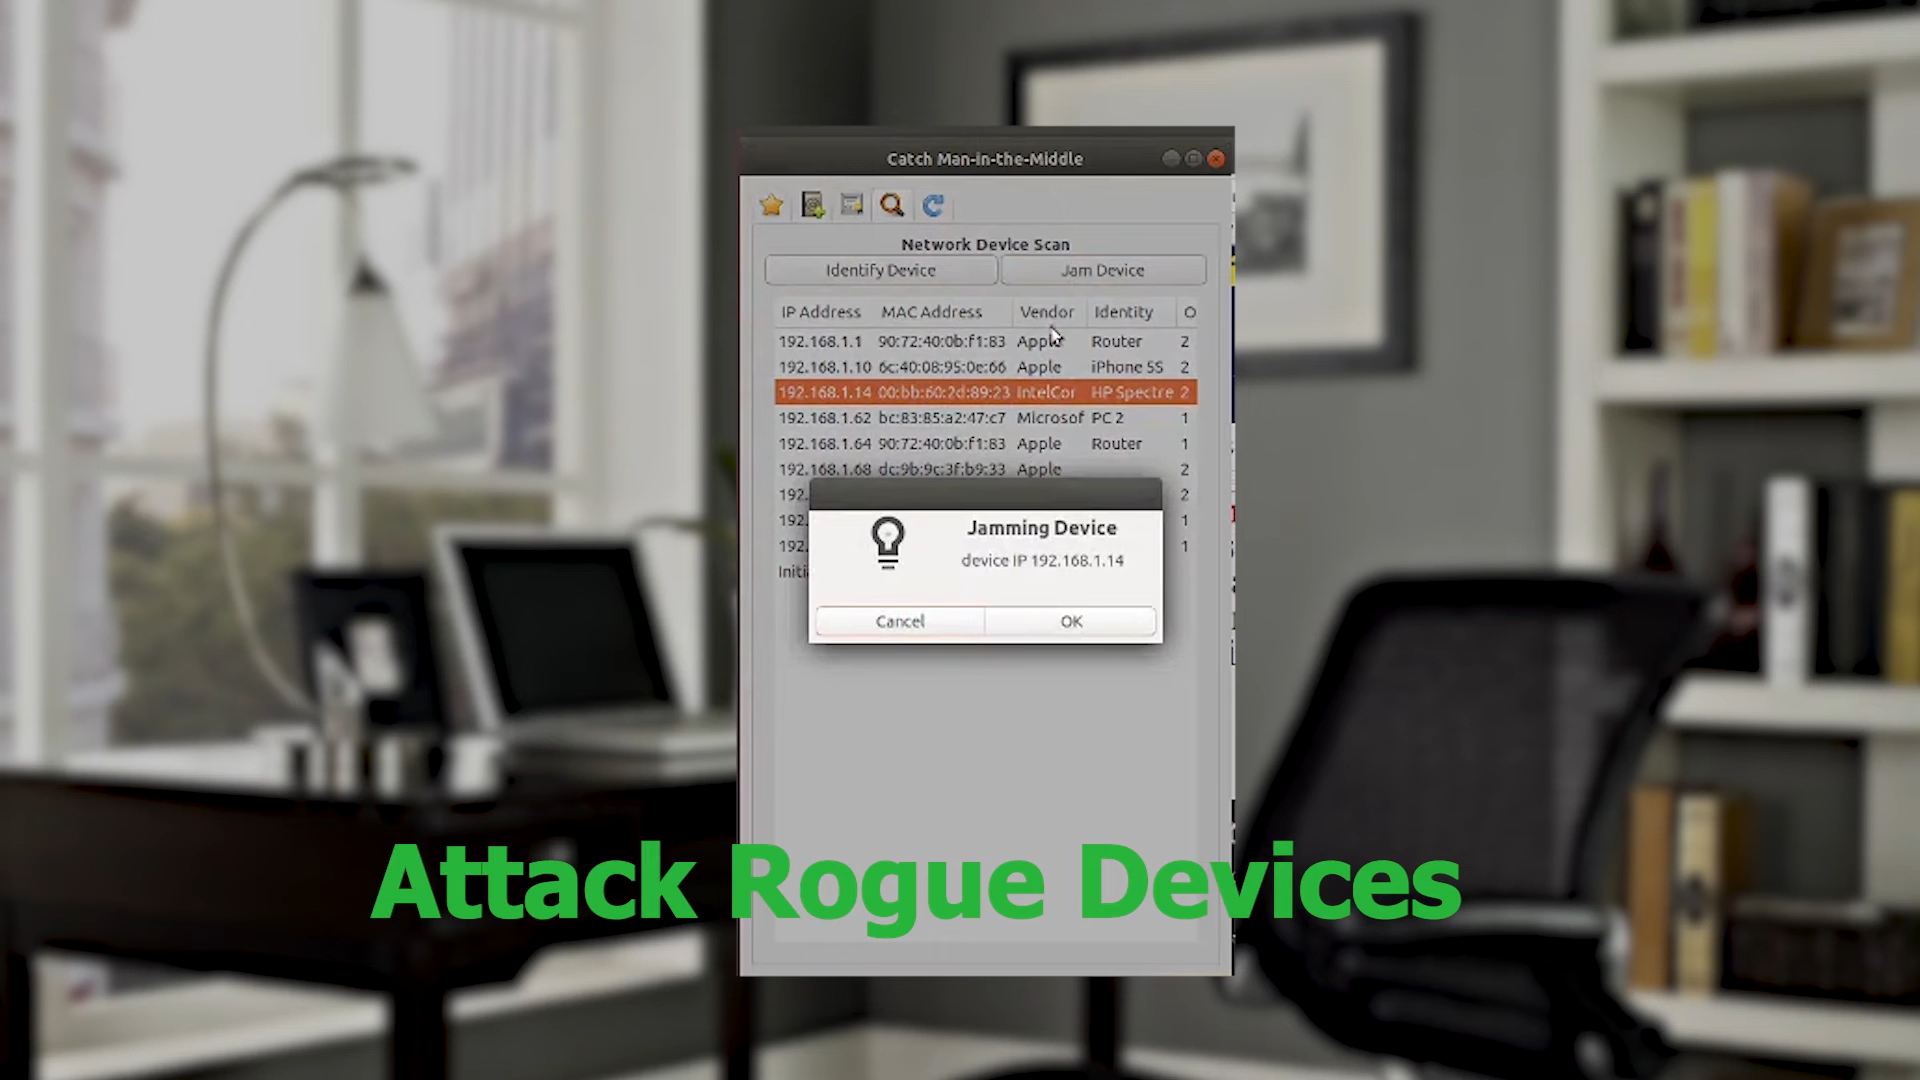 Catch Man-in-the-Middle
Network Device Scan
Identify Device Jam Device
IP Address MAC Address Vendor Identity O
192.168.1.1 90:72:40:0b:f1:83 Apple Router 2
192.168.1.10 6c:40:08:95:0e:66 Apple iPhone 5S 2
192.168.1.14 00:bb:60:2d:89:23 IntelCor HP Spectre 2
192.168.1.62 bc:83:85:a2:47:c7 Microsof PC 2 1
192.168.1.64 90:72:40:0b:f1:83 Apple Router 1
192.168.1.68 dc:9b:9c:3f:b9:33 Apple 2
192. 2
192. 1
192. 1
Initi
Jamming Device
device IP 192.168.1.14
Cancel OK
Attack Rogue Devices